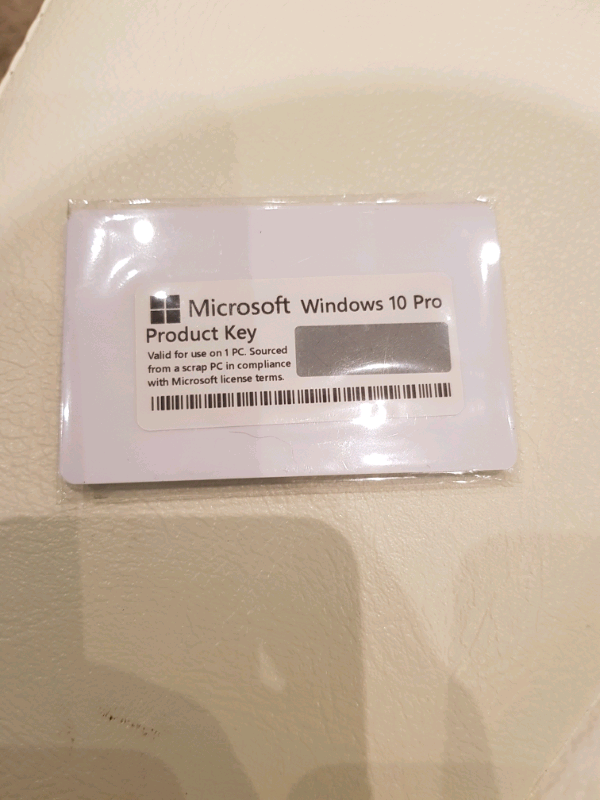 Microsoft Windows 10 Pro
Product Key
Valid for use on 1 PC. Sourced
from a scrap PC in compliance
with Microsoft license terms.